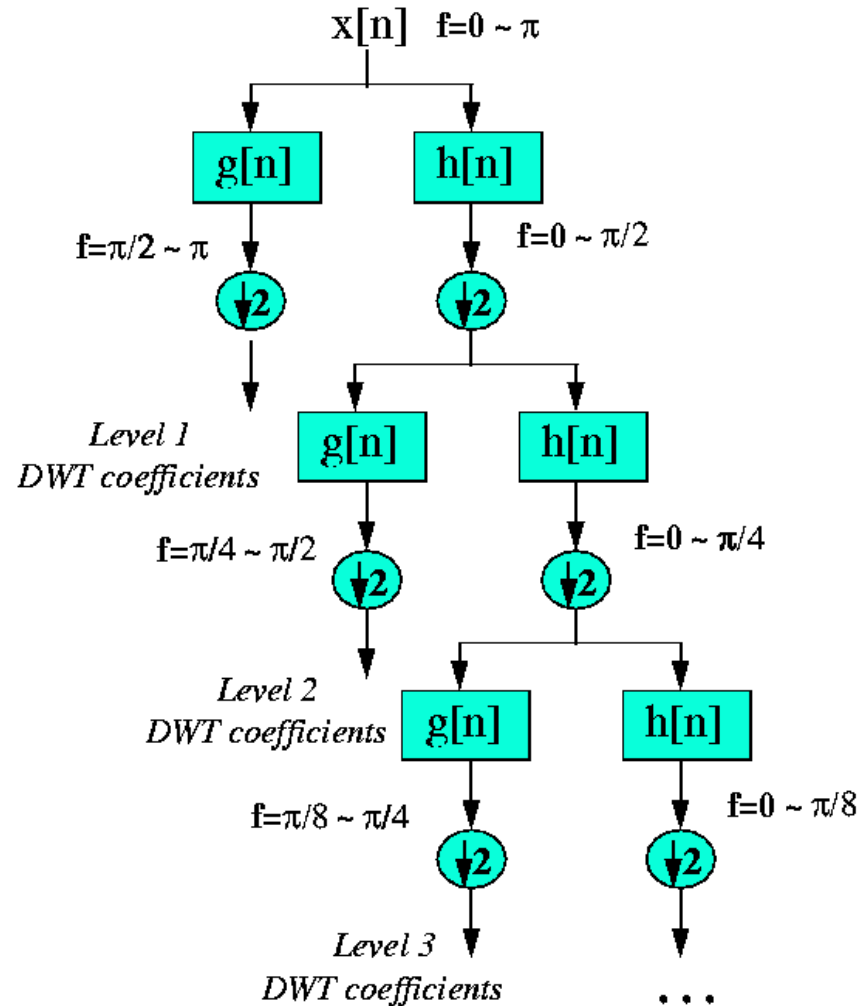 x[n] f=0 ~ π
g[n] h[n]
f=π/2 ~ π f=0 ~ π/2
2 2
Level 1
DWT coefficients
g[n] h[n]
f=π/4 ~ π/2 f=0 ~ π/4
2 2
Level 2
DWT coefficients
g[n] h[n]
f=π/8 ~ π/4 f=0 ~ π/8
2 2
Level 3
DWT coefficients
...